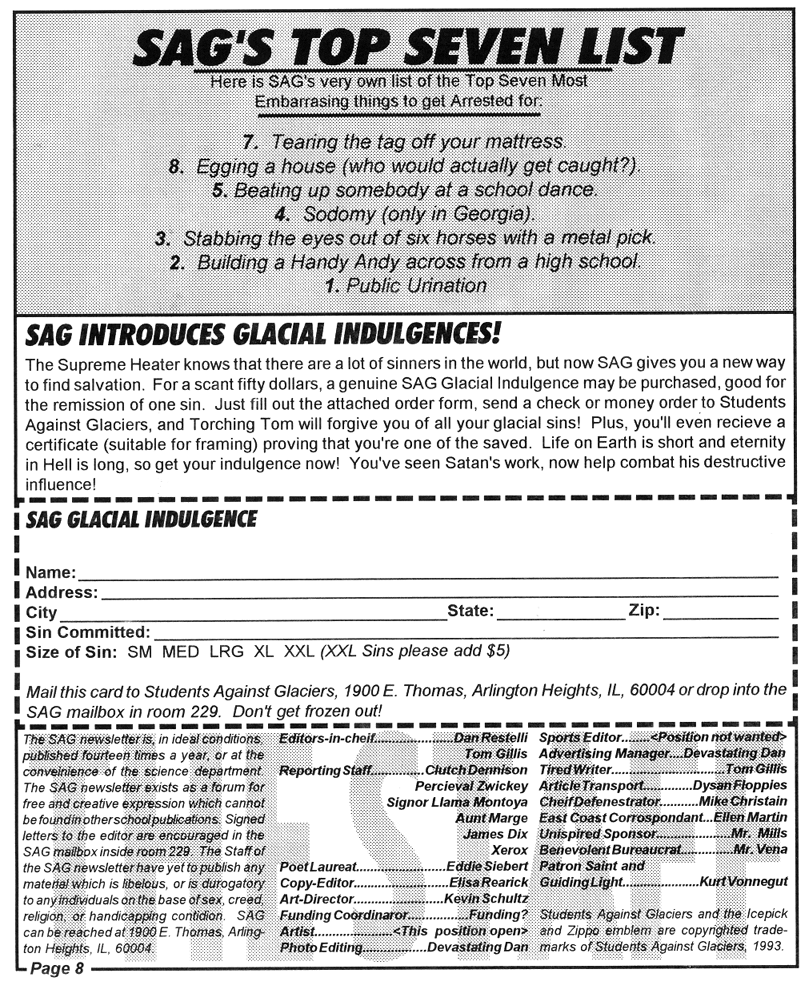 SAG'S TOP SEVEN LIST
Here is SAG's very own list of the Top Seven Most
Embarrasing things to get Arrested for:
7. Tearing the tag off your mattress.
8. Egging a house (who would actually get caught?).
5. Beating up somebody at a school dance.
4. Sodomy (only in Georgia).
3. Stabbing the eyes out of six horses with a metal pick.
2. Building a Handy Andy across from a high school.
1. Public Urination
SAG INTRODUCES GLACIAL INDULGENCES!
The Supreme Heater knows that there are a lot of sinners in the world, but now SAG gives you a new way
to find salvation. For a scant fifty dollars, a genuine SAG Glacial Indulgence may be purchased, good for
the remission of one sin. Just fill out the attached order form, send a check or money order to Students
Against Glaciers, and Torching Tom will forgive you of all your glacial sins! Plus, you'll even recieve a
certificate (suitable for framing) proving that you're one of the saved. Life on Earth is short and eternity
in Hell is long, so get your indulgence now! You've seen Satan's work, now help combat his destructive
influence!
SAG GLACIAL INDULGENCE
Name:
Address:
City State: Zip:
Sin Committed:
Size of Sin: SM MED LRG XL XXL (XXL Sins please add $5)
Mail this card to Students Against Glaciers, 1900 E. Thomas, Arlington Heights, IL, 60004 or drop into the
SAG mailbox in room 229. Don't get frozen out!
THE STAFF
The SAG newsletter is, in ideal conditions,
published fourteen times a year, or at the
conveinience of the science department.
The SAG newsletter exists as a forum for
free and creative expression which cannot
be found in other school publications. Signed
letters to the editor are encouraged in the
SAG mailbox inside room 229. The Staff of
the SAG newsletter have yet to publish any
material which is libelous, or is durogatory
to any individuals on the base of sex, creed,
religion, or handicapping contidion. SAG
can be reached at 1900 E. Thomas, Arling-
ton Heights, IL, 60004.
Editors-in-cheif......................Dan Restelli
Tom Gillis
Reporting Staff............Clutch Dennison
Percieval Zwickey
Signor Llama Montoya
Aunt Marge
James Dix
Xerox
Poet Laureat......................Eddie Siebert
Copy-Editor......................Elisa Rearick
Art-Director......................Kevin Schultz
Funding Coordinaror..............Funding?
Artist......................<This position open>
Photo Editing..................Devastating Dan
Sports Editor.......<Position not wanted>
Advertising Manager....Devastating Dan
Tired Writer...........................Tom Gillis
Article Transport..........Dysan Floppies
Cheif Defenestrator...........Mike Christain
East Coast Corrospondant...Ellen Martin
Unispired Sponsor....................Mr. Mills
Benevolent Bureaucrat.............Mr. Vena
Patron Saint and
Guiding Light...................Kurt Vonnegut
Students Against Glaciers and the Icepick
and Zippo emblem are copyrighted trade-
marks of Students Against Glaciers, 1993.
Page 8